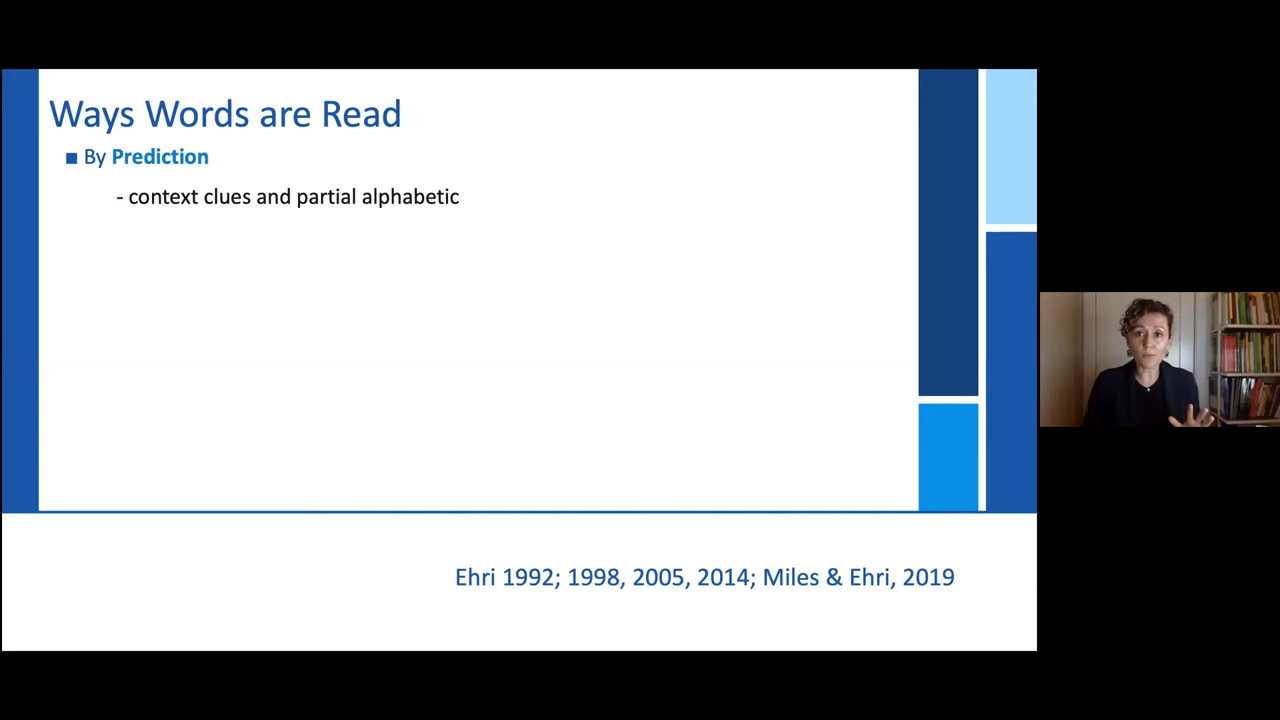 Ways Words are Read
■ By Prediction
- context clues and partial alphabetic
Ehri 1992; 1998, 2005, 2014; Miles & Ehri, 2019